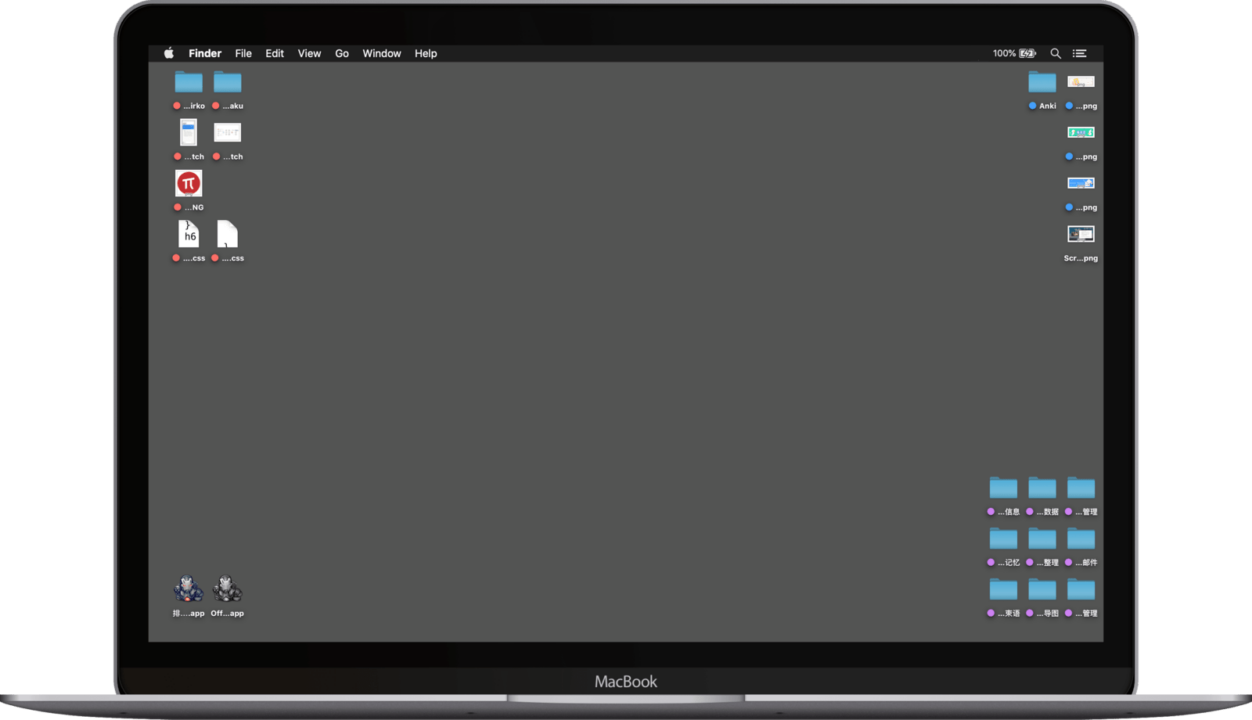 Finder File Edit View Go Window Help 100%
...irko ...aku Anki ...png
...tch ...tch ...png
...NG ...png
} h6 }
....css ....css Scr...png
...信息 ...数据 ...管理
...记忆 ...整理 ...邮件
排....app Off...app ...束语 ...导图 ...管理
MacBook